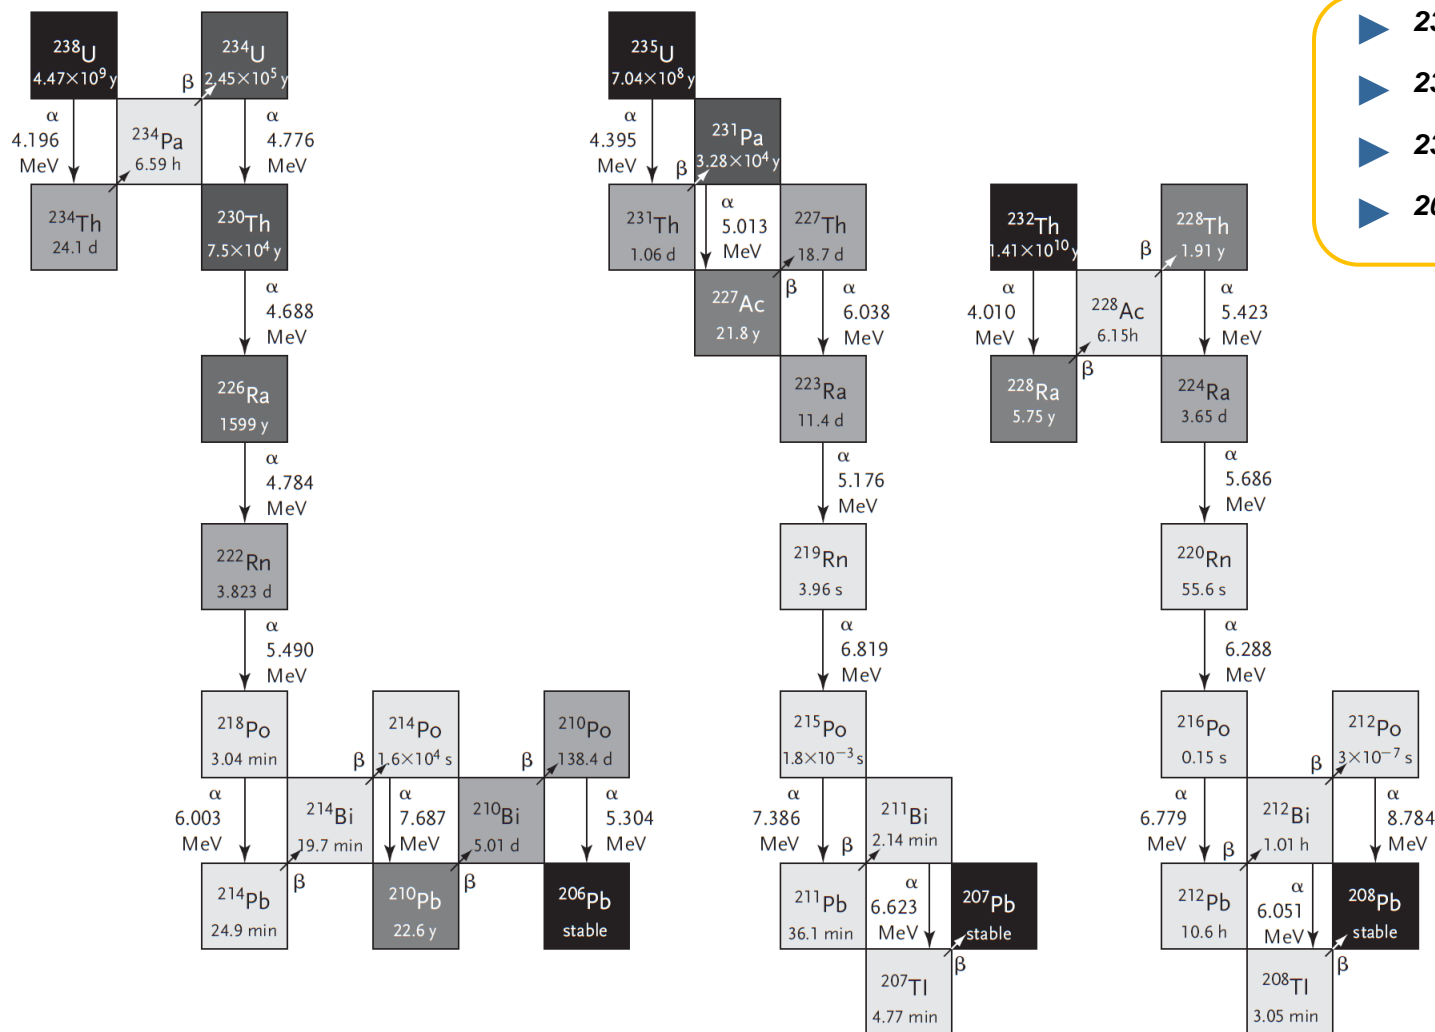 238U
4.47×10⁹ y
234U
2.45×10⁵ y
β
α
4.196
MeV
234Pa
6.59 h
α
4.776
MeV
234Th
24.1 d
230Th
7.5×10⁴ y
α
4.688
MeV
226Ra
1599 y
α
4.784
MeV
222Rn
3.823 d
α
5.490
MeV
218Po
3.04 min
214Po
1.6×10⁴ s
210Po
138.4 d
β
β
α
6.003
MeV
214Bi
19.7 min
α
7.687
MeV
210Bi
5.01 d
α
5.304
MeV
214Pb
24.9 min
β
210Pb
22.6 y
β
206Pb
stable
235U
7.04×10⁸ y
α
4.395
MeV
231Pa
3.28×10⁴ y
β
231Th
1.06 d
α
5.013
MeV
227Th
18.7 d
227Ac
21.8 y
β
α
6.038
MeV
223Ra
11.4 d
α
5.176
MeV
219Rn
3.96 s
α
6.819
MeV
215Po
1.8×10⁻³ s
α
7.386
MeV
211Bi
2.14 min
β
211Pb
36.1 min
α
6.623
MeV
207Pb
stable
207Tl
4.77 min
β
232Th
1.41×10¹⁰ y
228Th
1.91 y
β
α
4.010
MeV
228Ac
6.15h
α
5.423
MeV
228Ra
5.75 y
β
224Ra
3.65 d
α
5.686
MeV
220Rn
55.6 s
α
6.288
MeV
216Po
0.15 s
212Po
3×10⁻⁷ s
β
α
6.779
MeV
212Bi
1.01 h
α
8.784
MeV
β
212Pb
10.6 h
α
6.051
MeV
208Pb
stable
208Tl
3.05 min
β